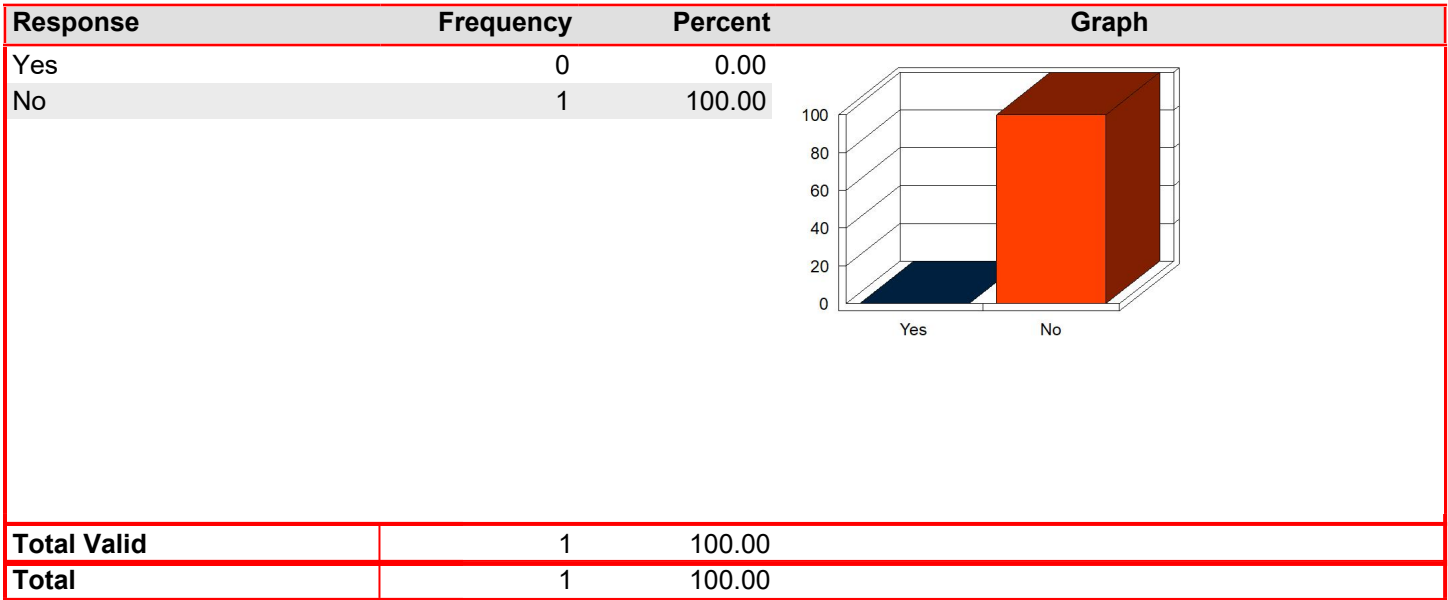 Response Frequency Percent Graph
Yes 0 0.00
No 1 100.00
100
80
60
40
20
0
Yes No
Total Valid 1 100.00
Total 1 100.00